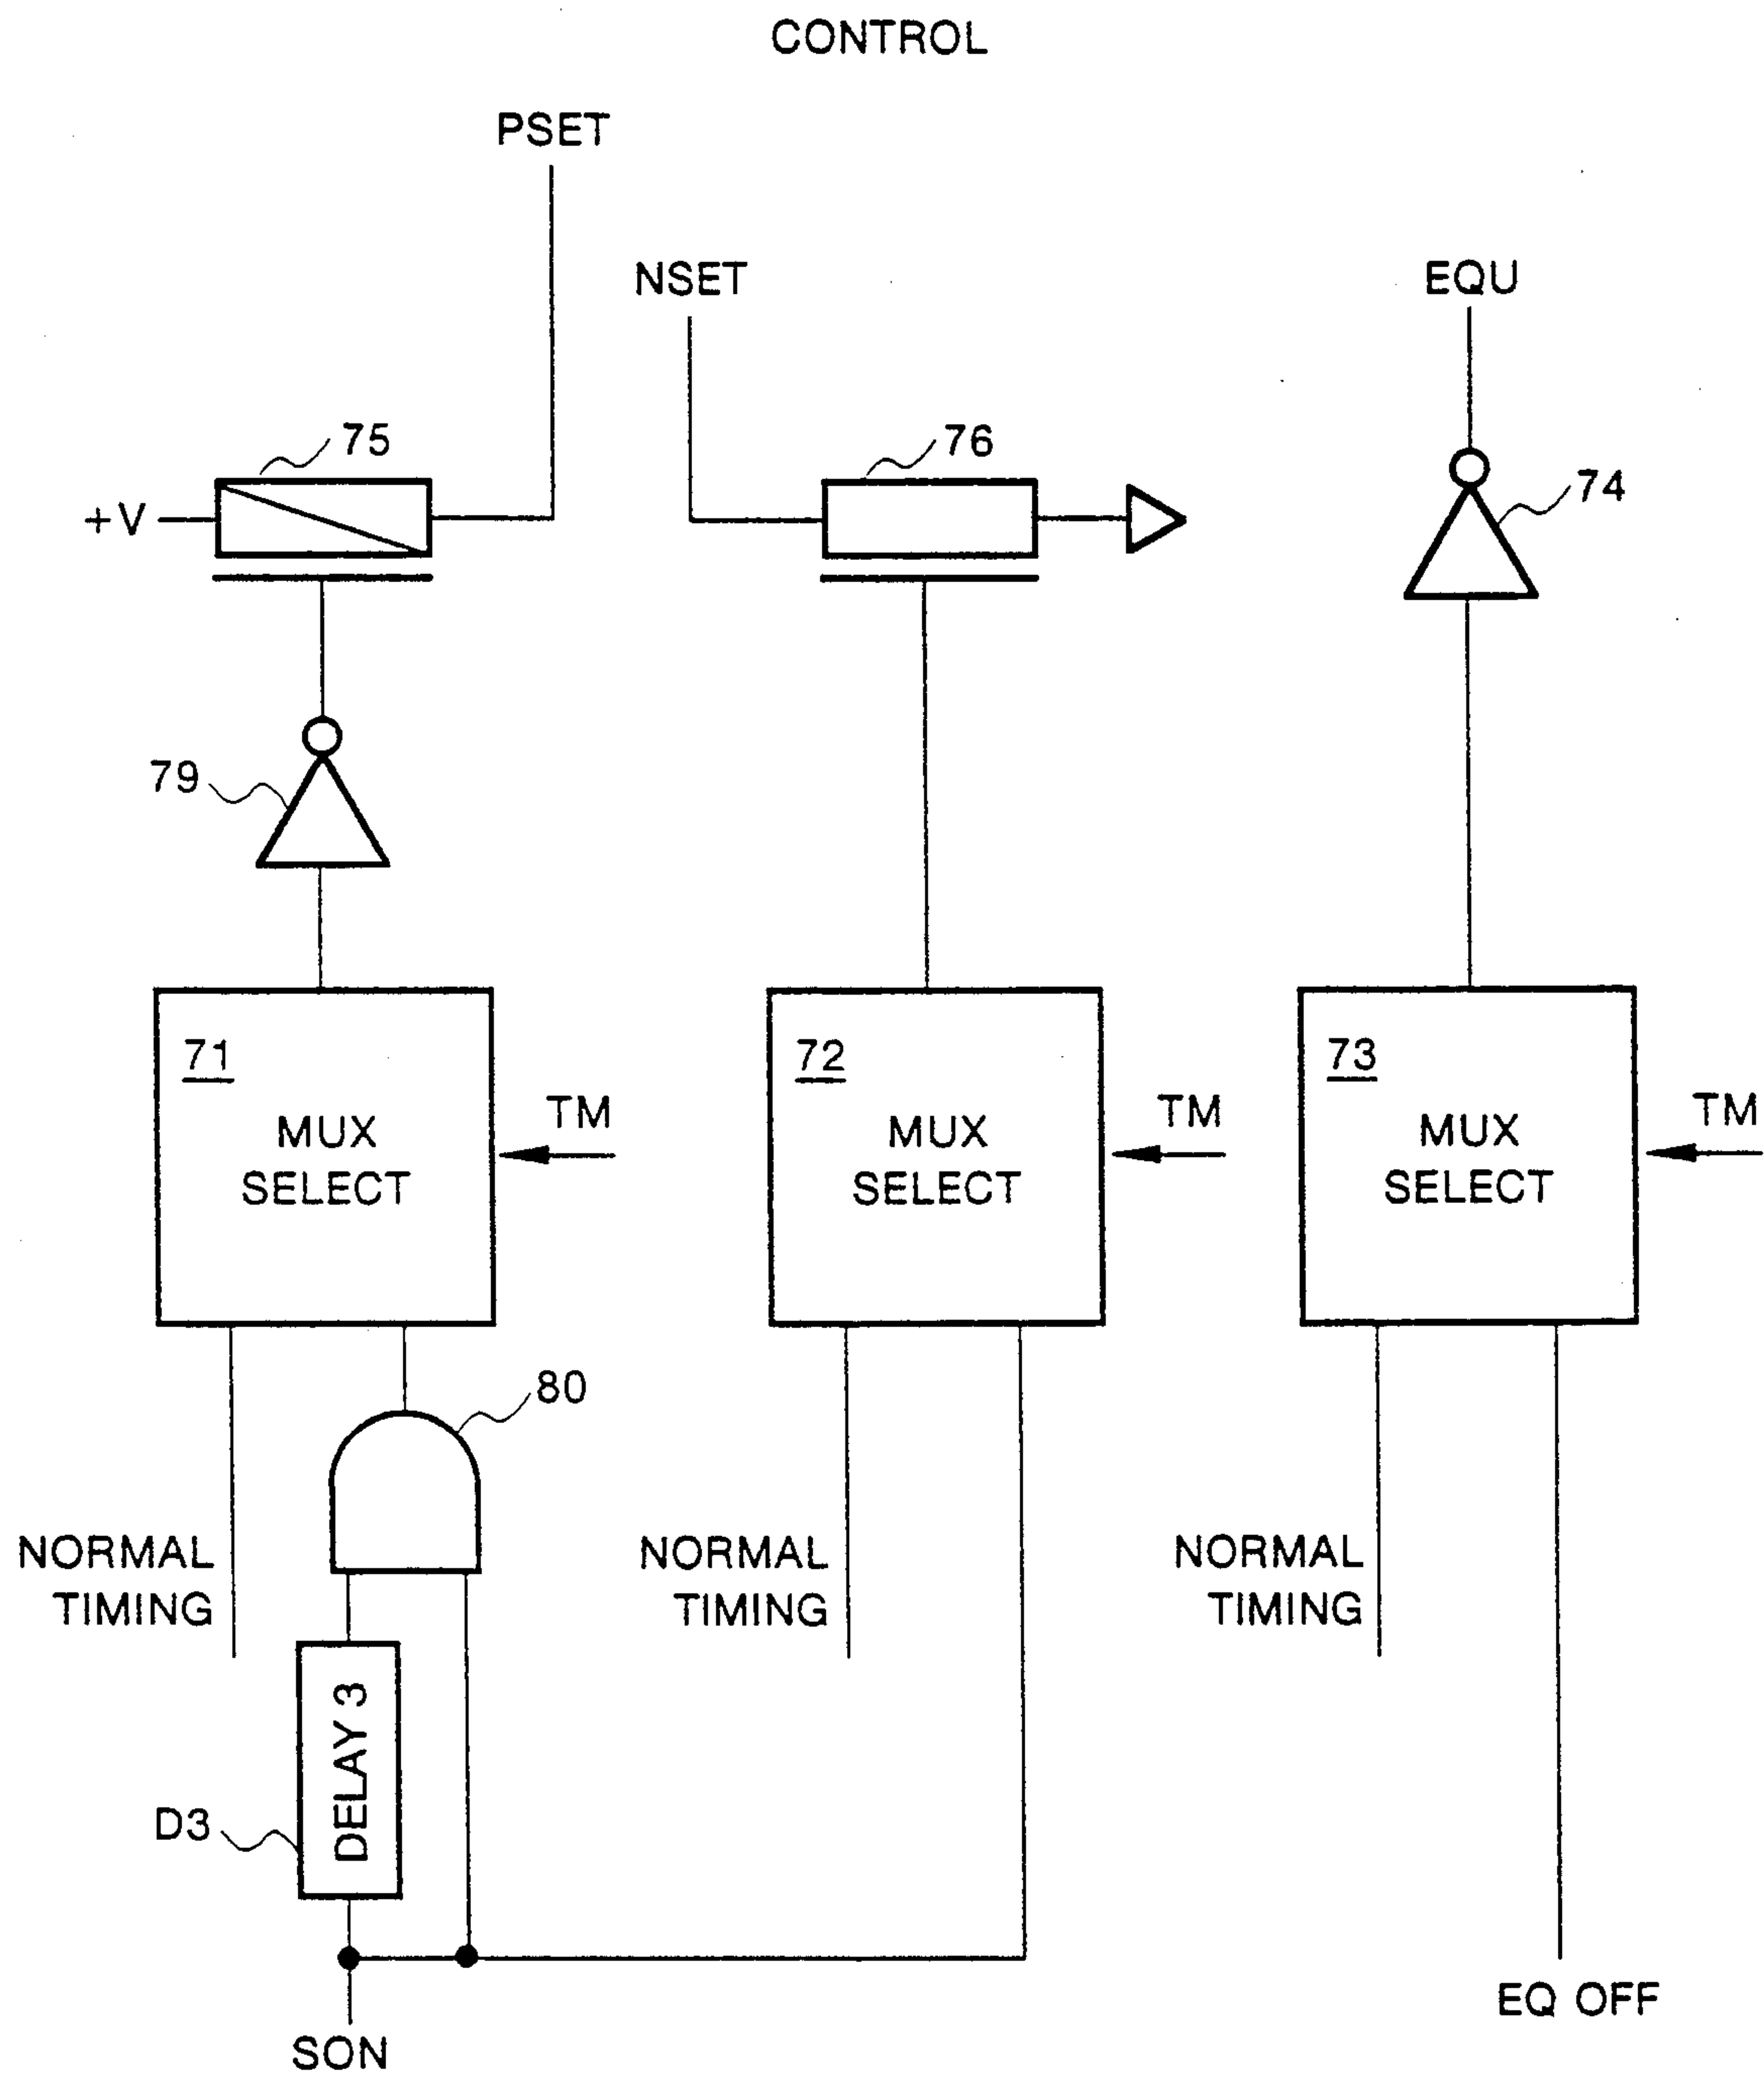 CONTROL
PSET
NSET
EQU
75
76
74
+V
79
71
MUX
SELECT
TM
72
MUX
SELECT
TM
73
MUX
SELECT
TM
80
NORMAL
TIMING
NORMAL
TIMING
NORMAL
TIMING
DELAY 3
D3
EQ OFF
SON